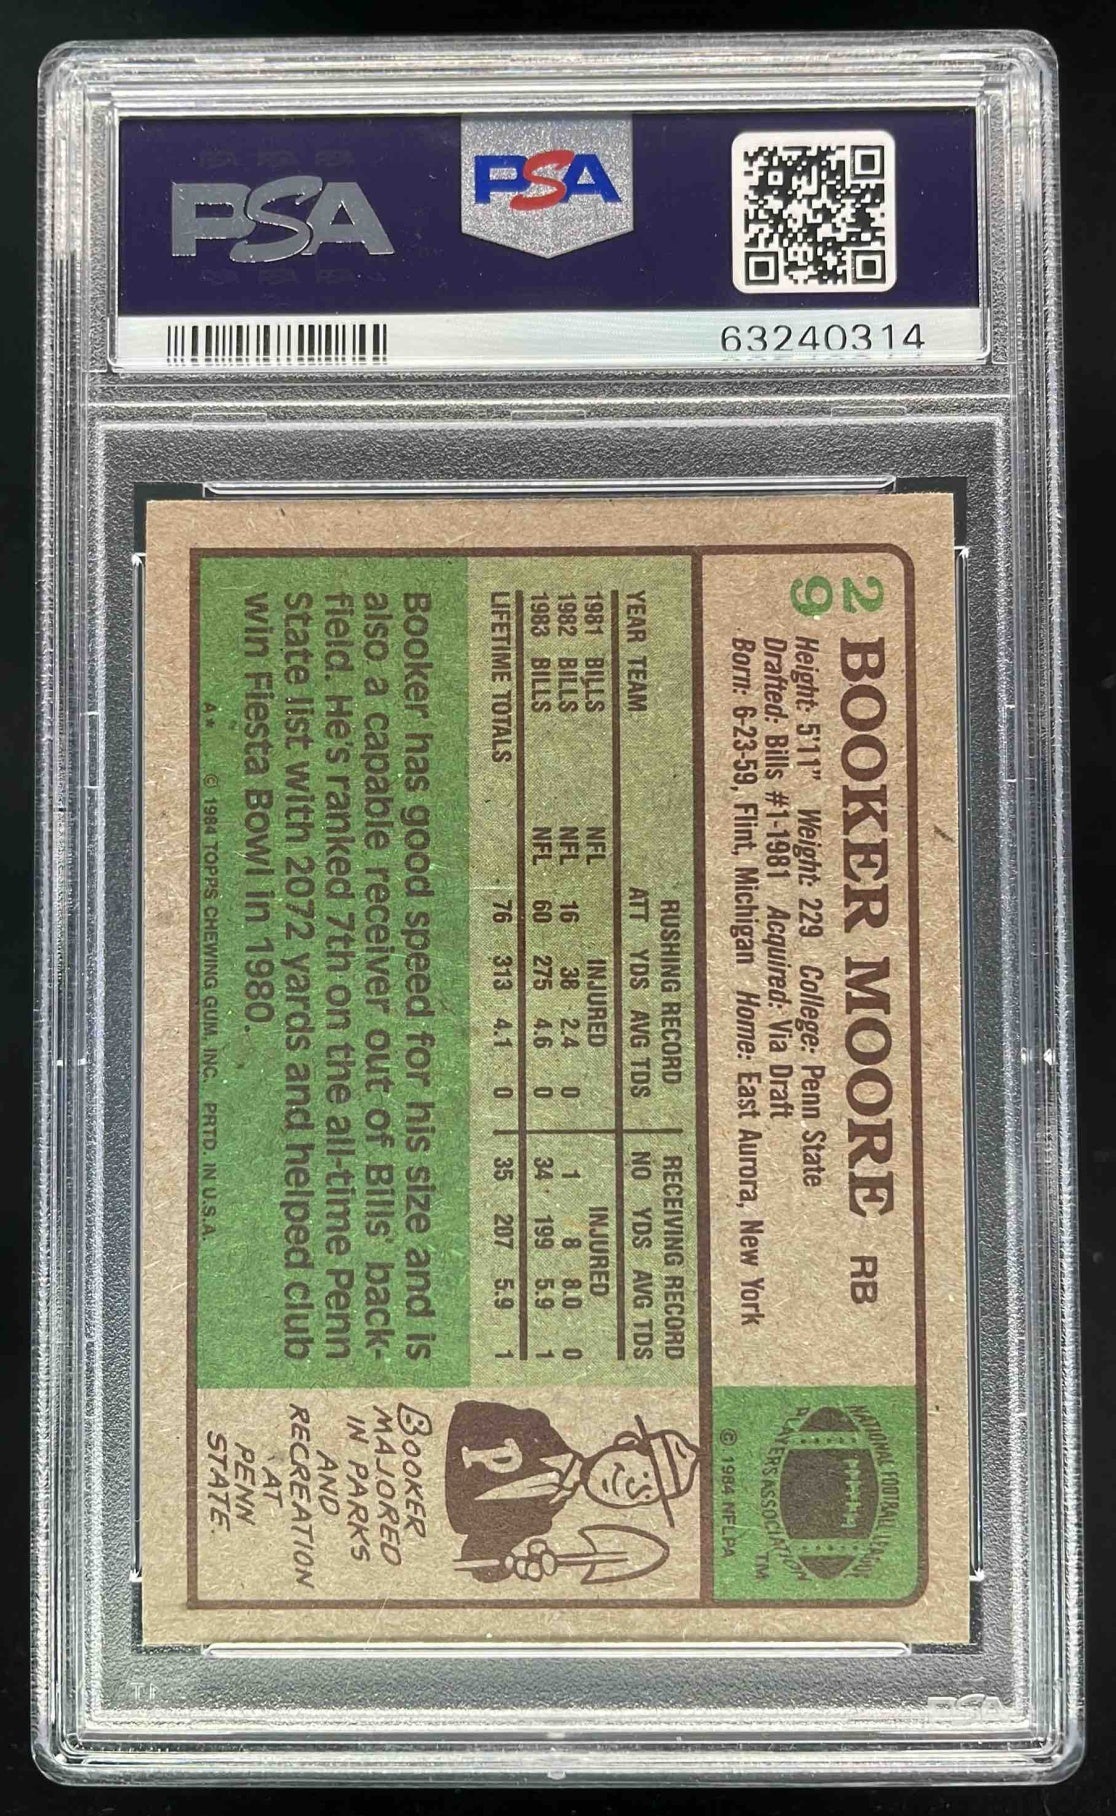 PSA
PSA
63240314
29
BOOKER MOORE RB
Height: 5'11" Weight: 229 College: Penn State
Drafted: Bills #1-1981 Acquired: Via Draft
Born: 6-23-59, Flint, Michigan Home: East Aurora, New York
NATIONAL FOOTBALL LEAGUE
PLAYERS ASSOCIATION TM
© 1984 NFLPA
RUSHING RECORD RECEIVING RECORD
YEAR TEAM ATT YDS AVG TDS NO YDS AVG TDS
1981 BILLS NFL INJURED INJURED
1982 BILLS NFL 16 38 2.4 0 1 8 8.0 0
1983 BILLS NFL 60 275 4.6 0 34 199 5.9 1
LIFETIME TOTALS 76 313 4.1 0 35 207 5.9 1
Booker has good speed for his size and is
also a capable receiver out of Bills' back-
field. He's ranked 7th on the all-time Penn
State list with 2072 yards and helped club
win Fiesta Bowl in 1980.
A* © 1984 TOPPS CHEWING GUM, INC. PRTD. IN U.S.A.
P
BOOKER
MAJORED
IN PARKS
AND
RECREATION
AT
PENN
STATE.
PSA